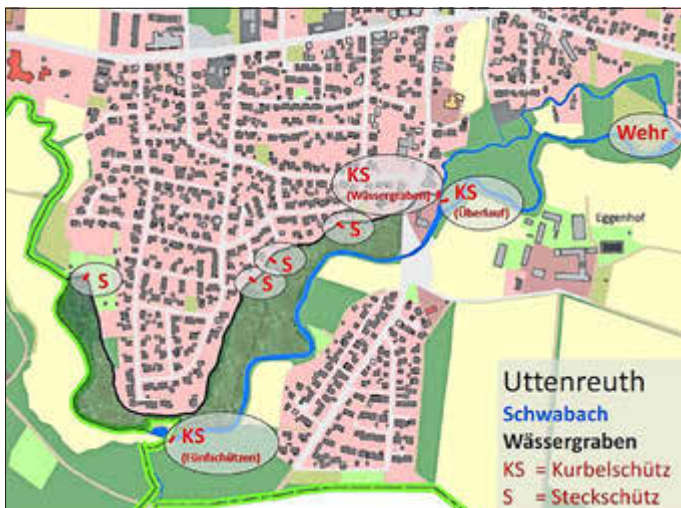 Wehr
KS
(Wässergraben)
KS
(Überlauf)
S
Eggenhof
S
S
S
KS
(Fünfschützen)
Uttenreuth
Schwabach
Wässergraben
KS = Kurbelschütz
S = Steckschütz